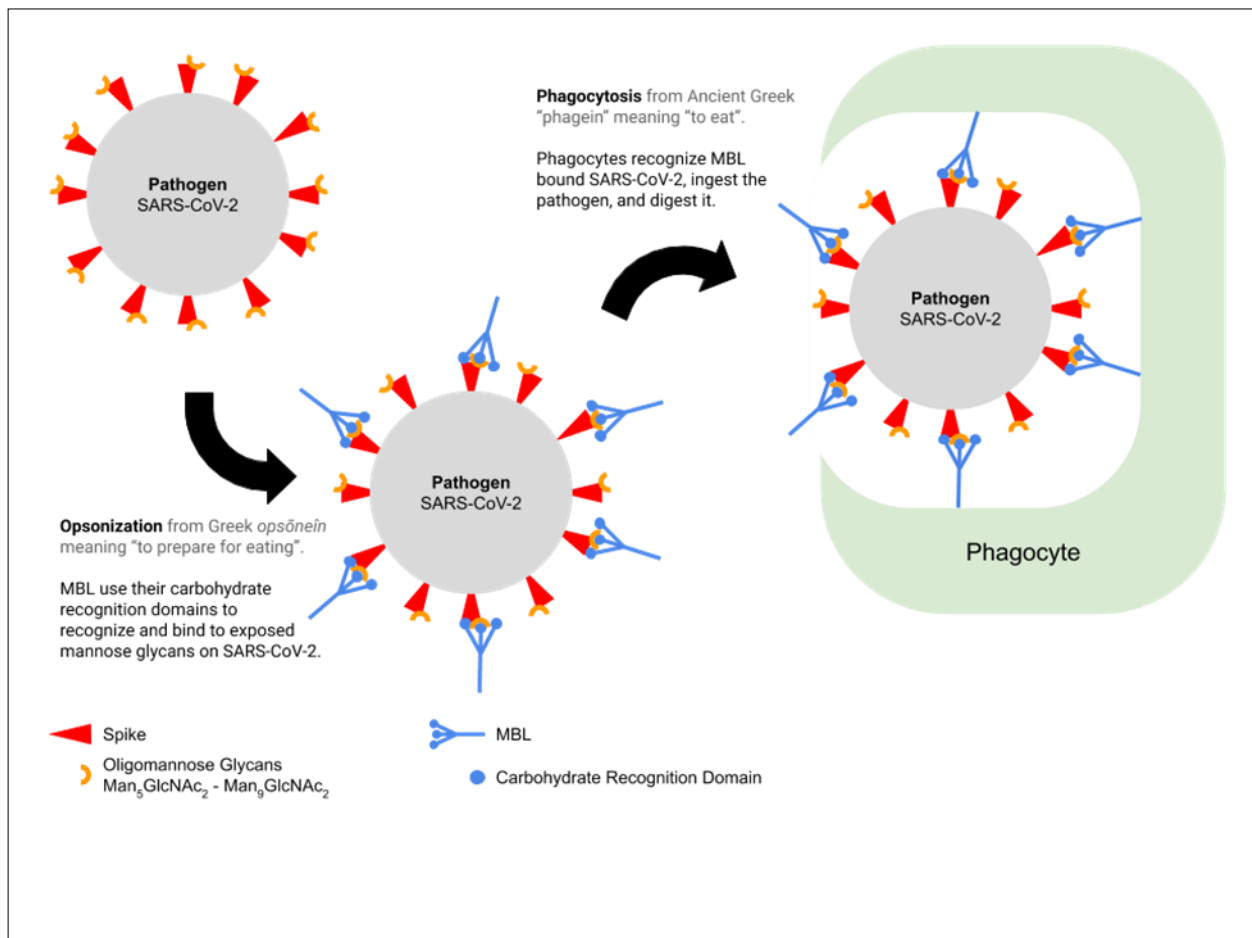 Pathogen
SARS-CoV-2
Opsonization from Greek opsōneîn
meaning “to prepare for eating”.
MBL use their carbohydrate
recognition domains to
recognize and bind to exposed
mannose glycans on SARS-CoV-2.
Pathogen
SARS-CoV-2
Phagocytosis from Ancient Greek
“phagein” meaning “to eat”.
Phagocytes recognize MBL
bound SARS-CoV-2, ingest the
pathogen, and digest it.
Pathogen
SARS-CoV-2
Phagocyte
Spike
Oligomannose Glycans
Man₅GlcNAc₂ - Man₉GlcNAc₂
MBL
Carbohydrate Recognition Domain